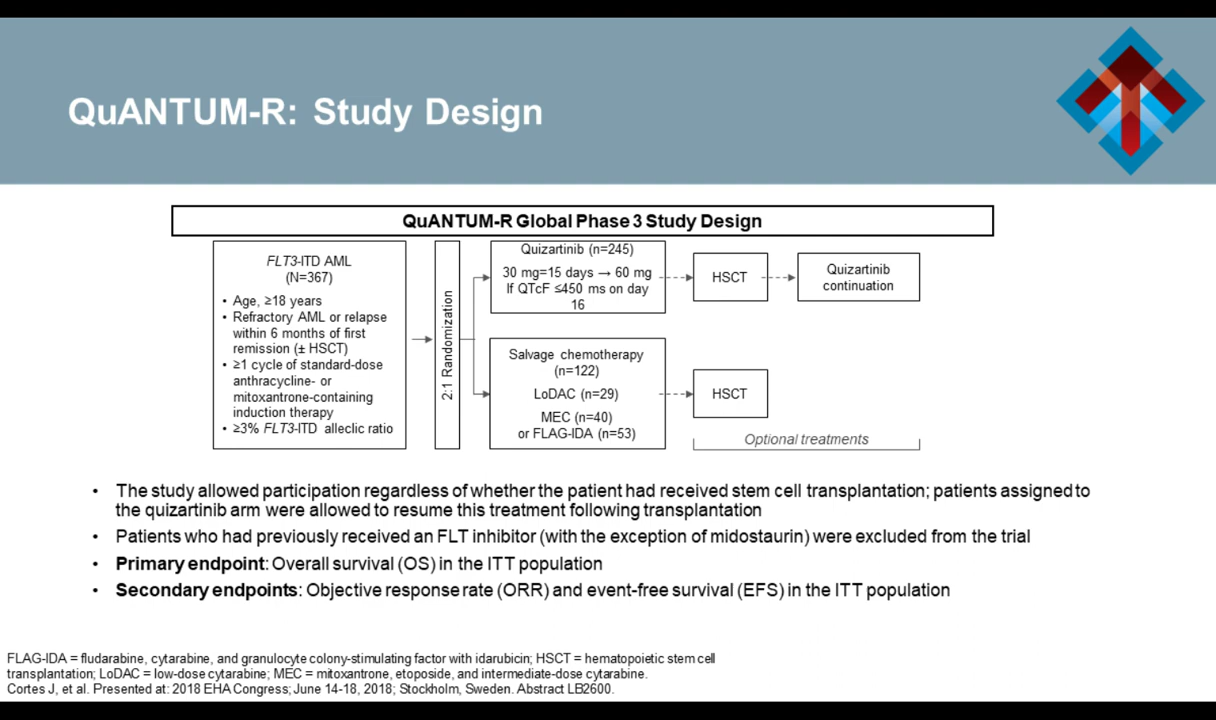 QuANTUM-R: Study Design
QuANTUM-R Global Phase 3 Study Design
FLT3-ITD AML
(N=367)
• Age, ≥18 years
• Refractory AML or relapse
within 6 months of first
remission (± HSCT)
• ≥1 cycle of standard-dose
anthracycline- or
mitoxantrone-containing
induction therapy
• ≥3% FLT3-ITD alleclic ratio
2:1 Randomization
Quizartinib (n=245)
30 mg=15 days → 60 mg
If QTcF ≤450 ms on day
16
HSCT
Quizartinib
continuation
Salvage chemotherapy
(n=122)
LoDAC (n=29)
MEC (n=40)
or FLAG-IDA (n=53)
HSCT
Optional treatments
• The study allowed participation regardless of whether the patient had received stem cell transplantation; patients assigned to
the quizartinib arm were allowed to resume this treatment following transplantation
• Patients who had previously received an FLT inhibitor (with the exception of midostaurin) were excluded from the trial
• Primary endpoint: Overall survival (OS) in the ITT population
• Secondary endpoints: Objective response rate (ORR) and event-free survival (EFS) in the ITT population
FLAG-IDA = fludarabine, cytarabine, and granulocyte colony-stimulating factor with idarubicin; HSCT = hematopoietic stem cell
transplantation; LoDAC = low-dose cytarabine; MEC = mitoxantrone, etoposide, and intermediate-dose cytarabine.
Cortes J, et al. Presented at: 2018 EHA Congress; June 14-18, 2018; Stockholm, Sweden. Abstract LB2600.